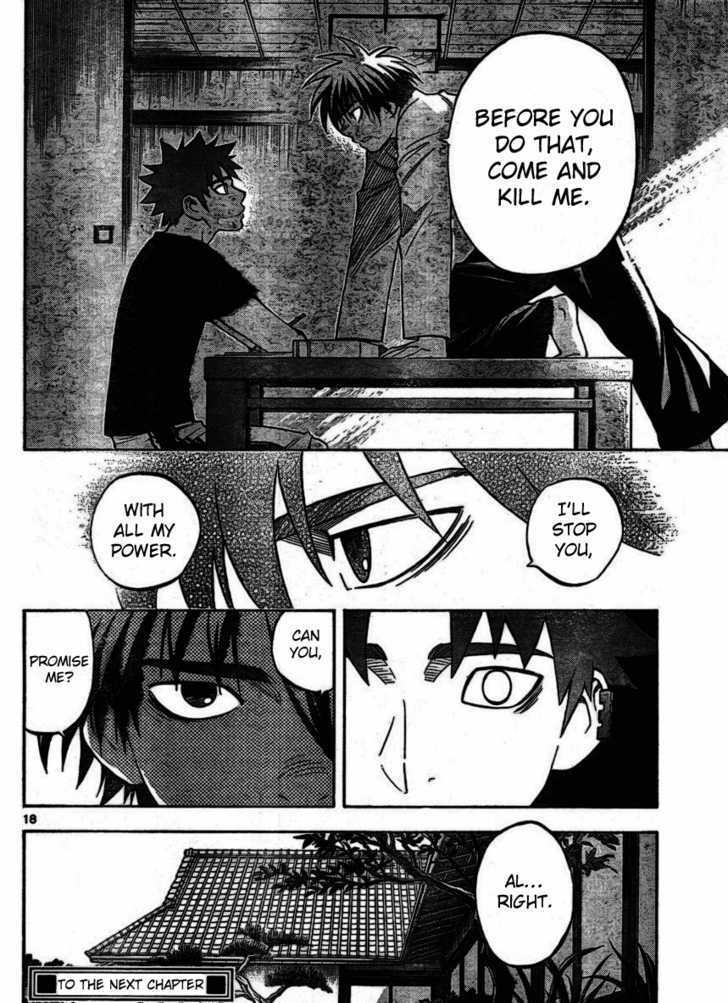 BEFORE YOU
DO THAT,
COME AND
KILL ME.
I'LL
STOP
YOU,
WITH
ALL MY
POWER.
CAN
YOU,
PROMISE
ME?
18
AL...
RIGHT.
TO THE NEXT CHAPTER